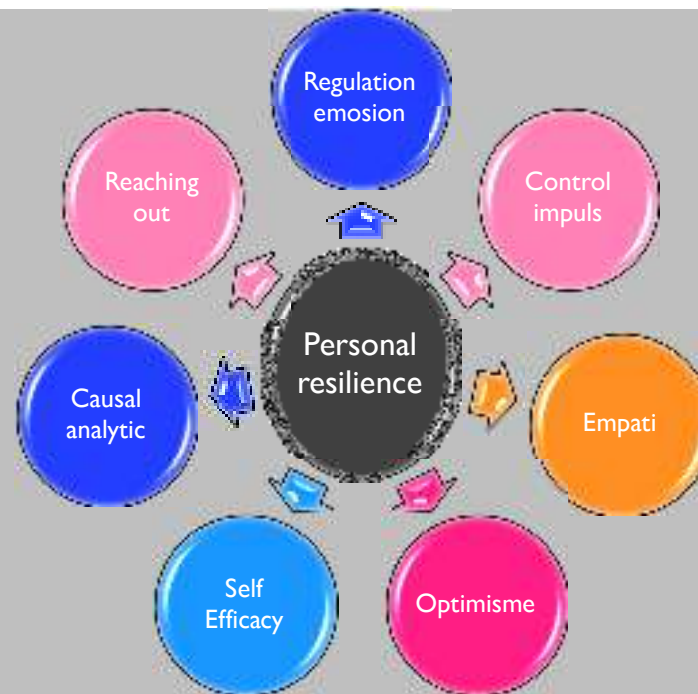 Regulation
emosion
Reaching
out
Control
impuls
Personal
resilience
Causal
analytic
Empati
Self
Efficacy
Optimisme